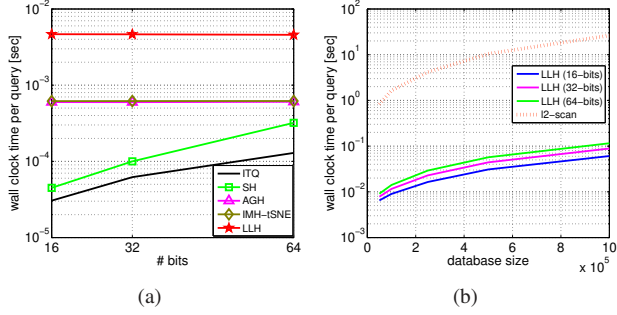 wall clock time per query [sec]
10^-2
10^-3
10^-4
10^-5
16
32
64
# bits
ITQ
SH
AGH
IMH-tSNE
LLH
(a)
wall clock time per query [sec]
10^2
10^1
10^0
10^-1
10^-2
10^-3
0
2
4
6
8
10
x 10^5
database size
LLH (16-bits)
LLH (32-bits)
LLH (64-bits)
l2-scan
(b)